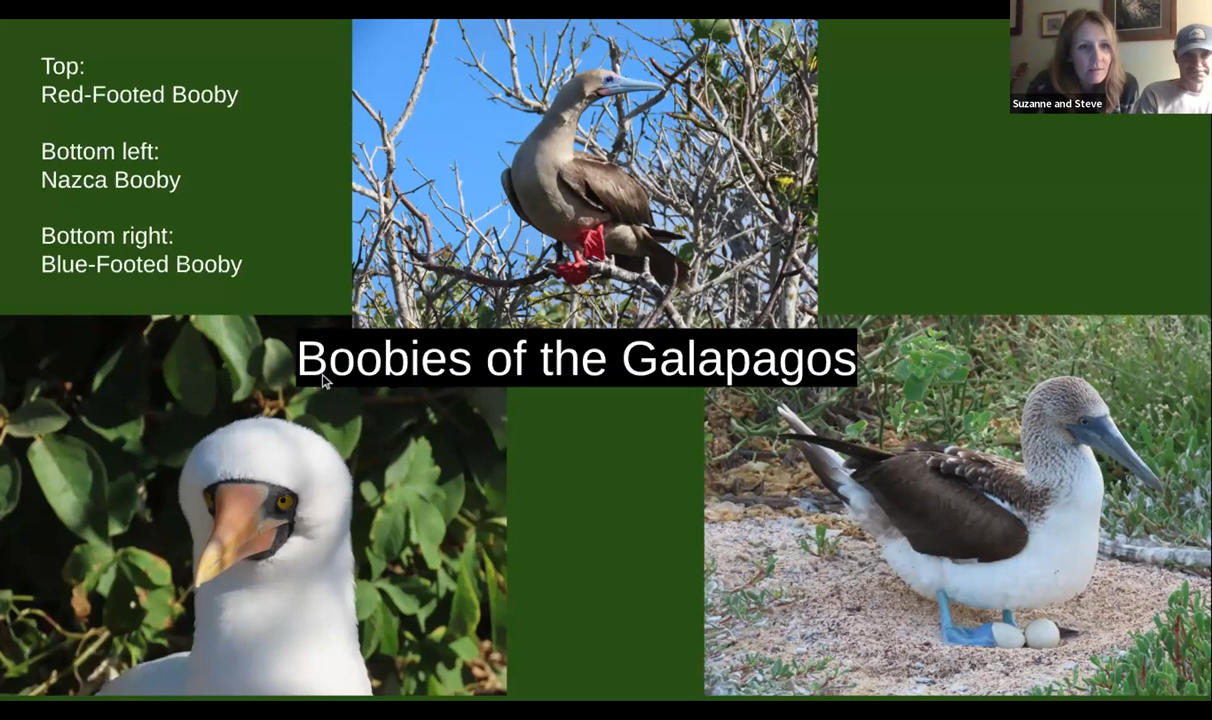 Top:
Red-Footed Booby
Bottom left:
Nazca Booby
Bottom right:
Blue-Footed Booby
Boobies of the Galapagos
Suzanne and Steve